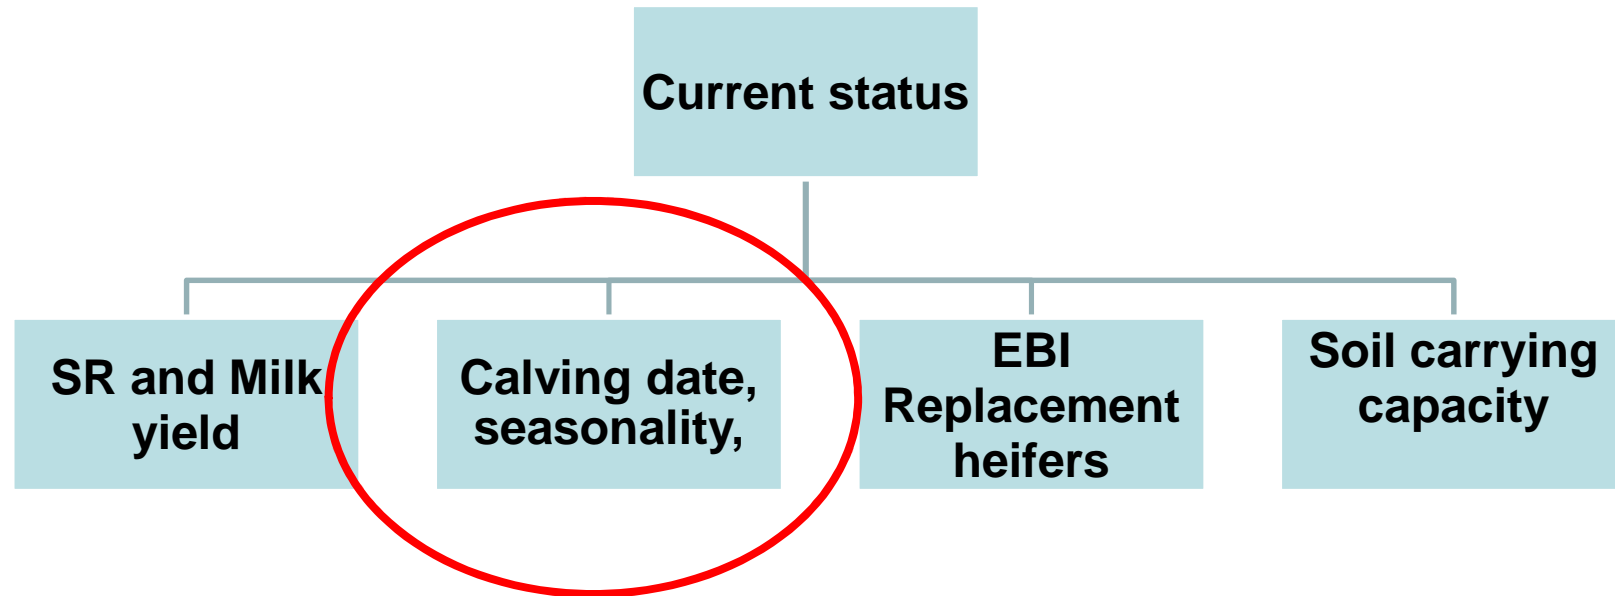 Current status
SR and Milk
yield
Calving date,
seasonality,
EBI
Replacement
heifers
Soil carrying
capacity